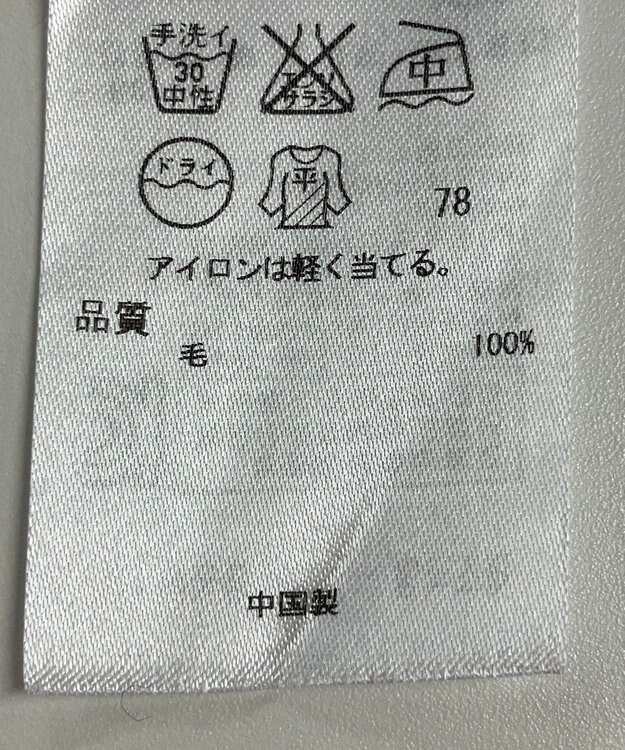 手洗イ
30
中性
エンソ
サラシ
中
ドライ
平
78
アイロンは軽く当てる。
品質
毛 100%
中国製